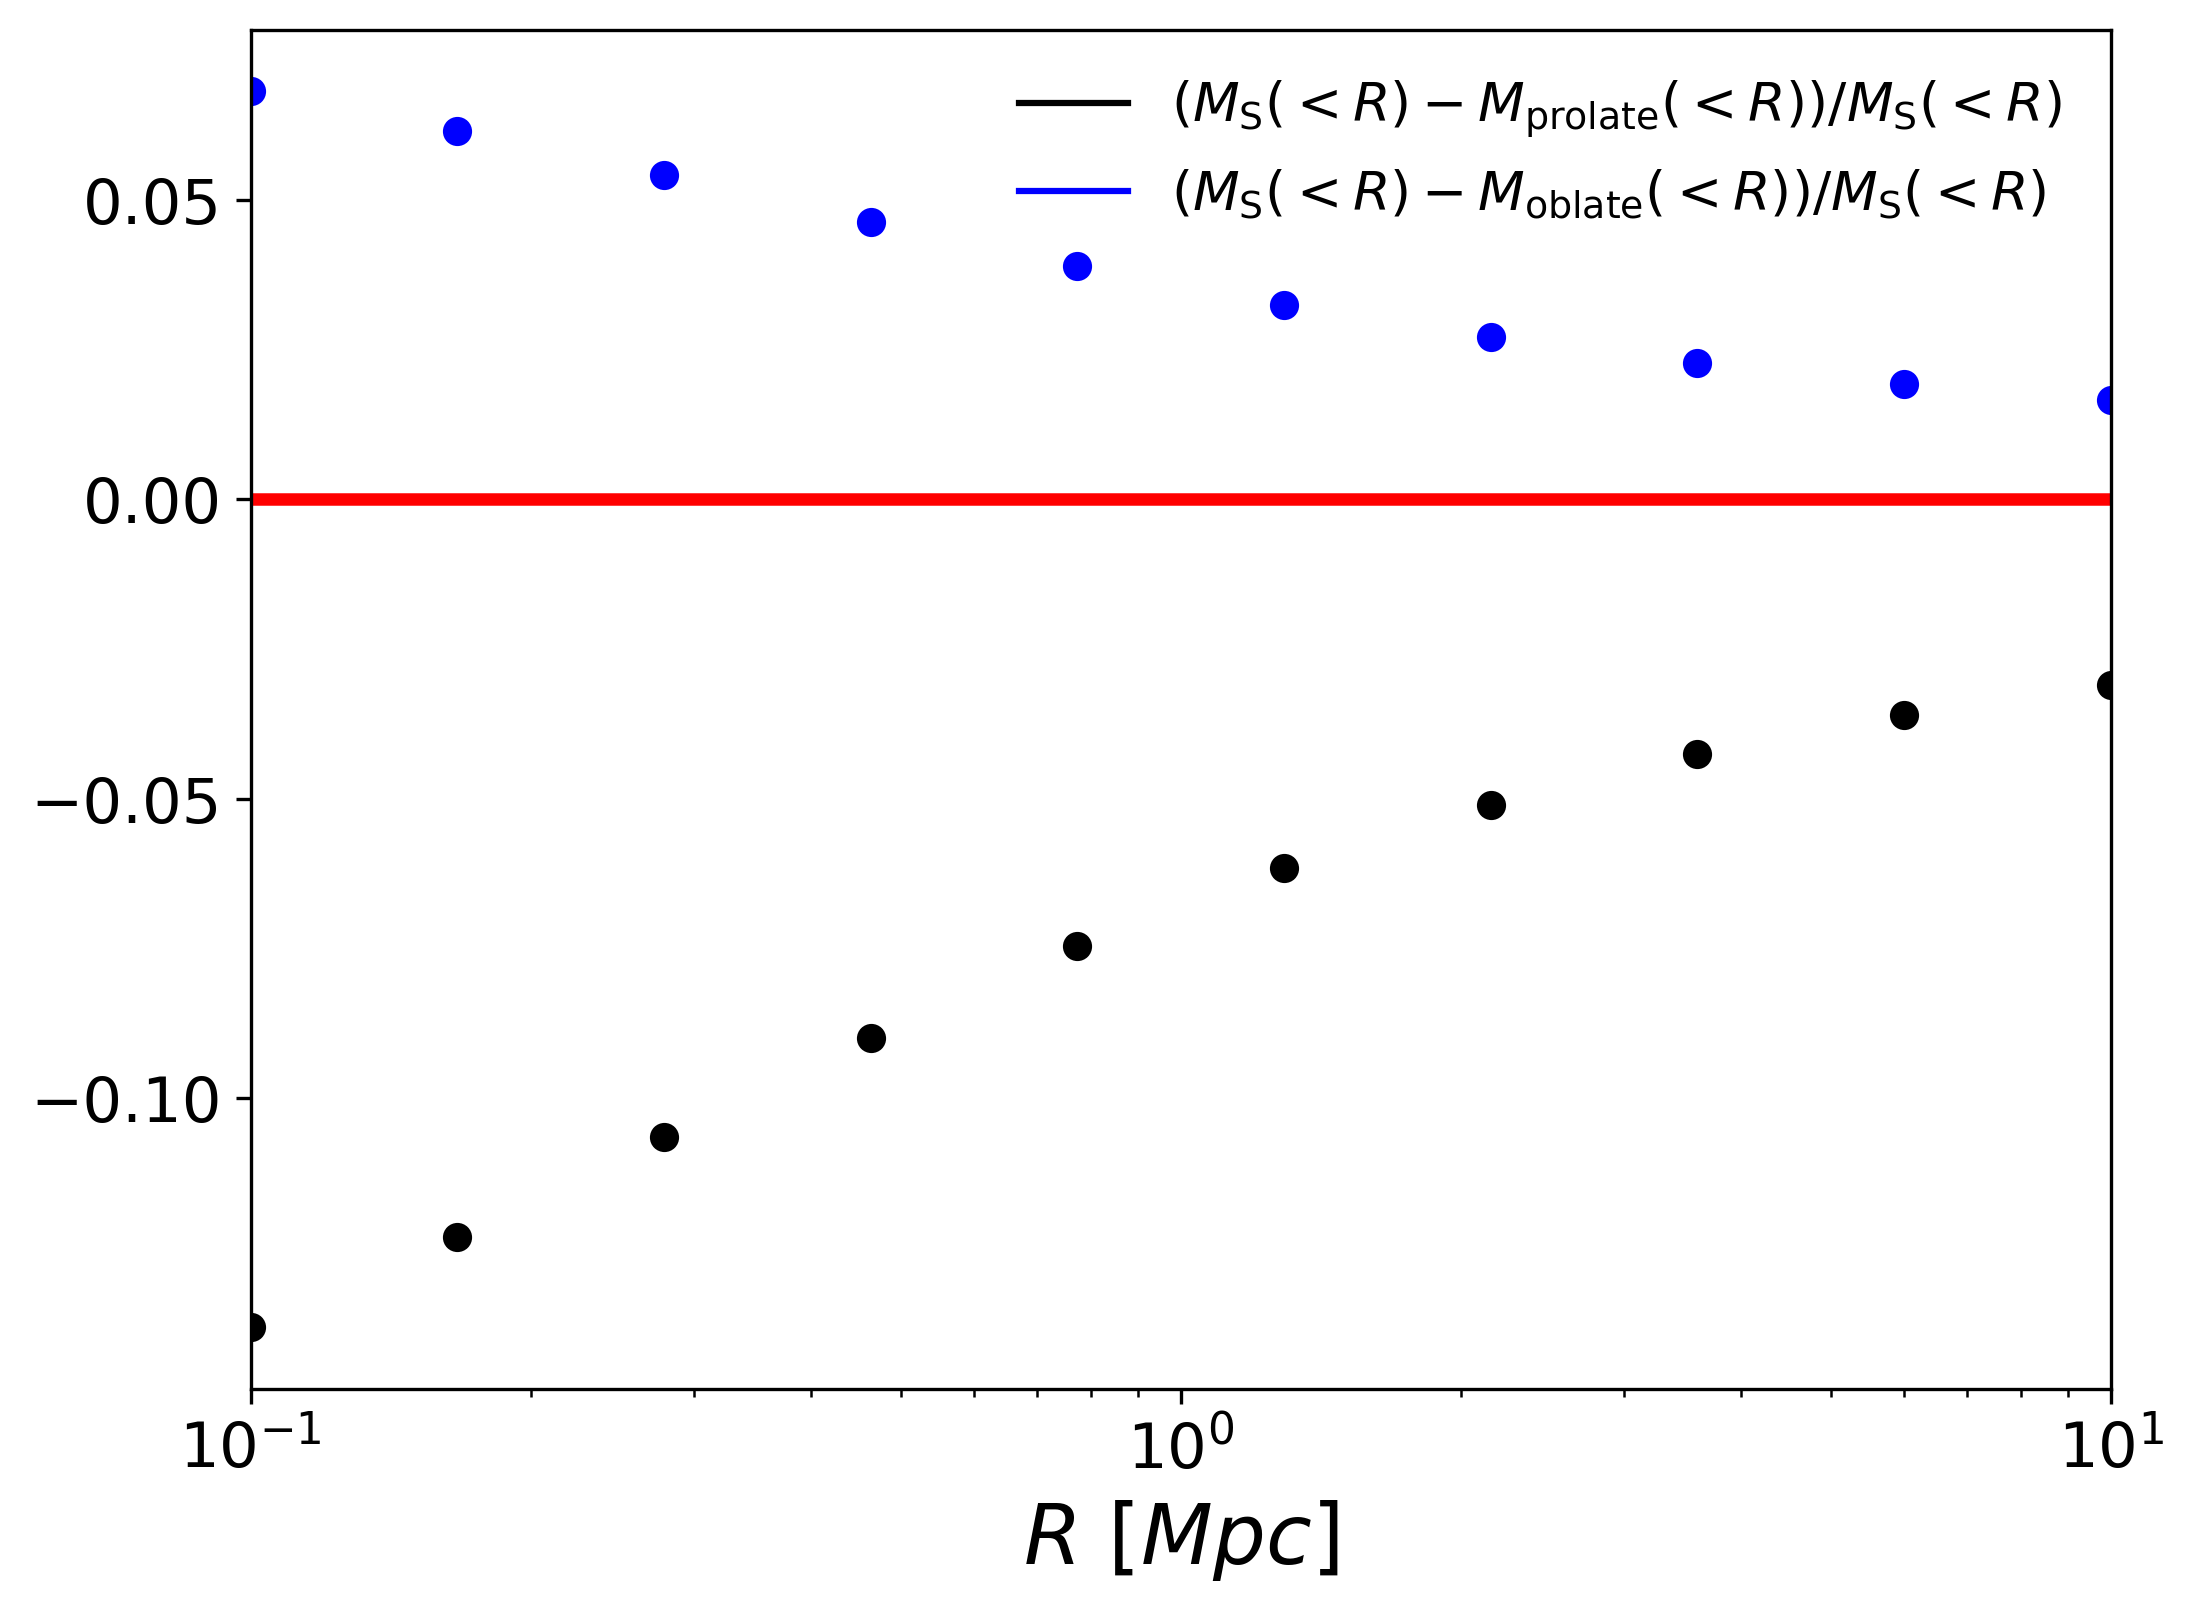 (M_S(<R) − M_prolate(<R))/M_S(<R)
(M_S(<R) − M_oblate(<R))/M_S(<R)
0.05
0.00
−0.05
−0.10
10^−1
10^0
10^1
R [Mpc]